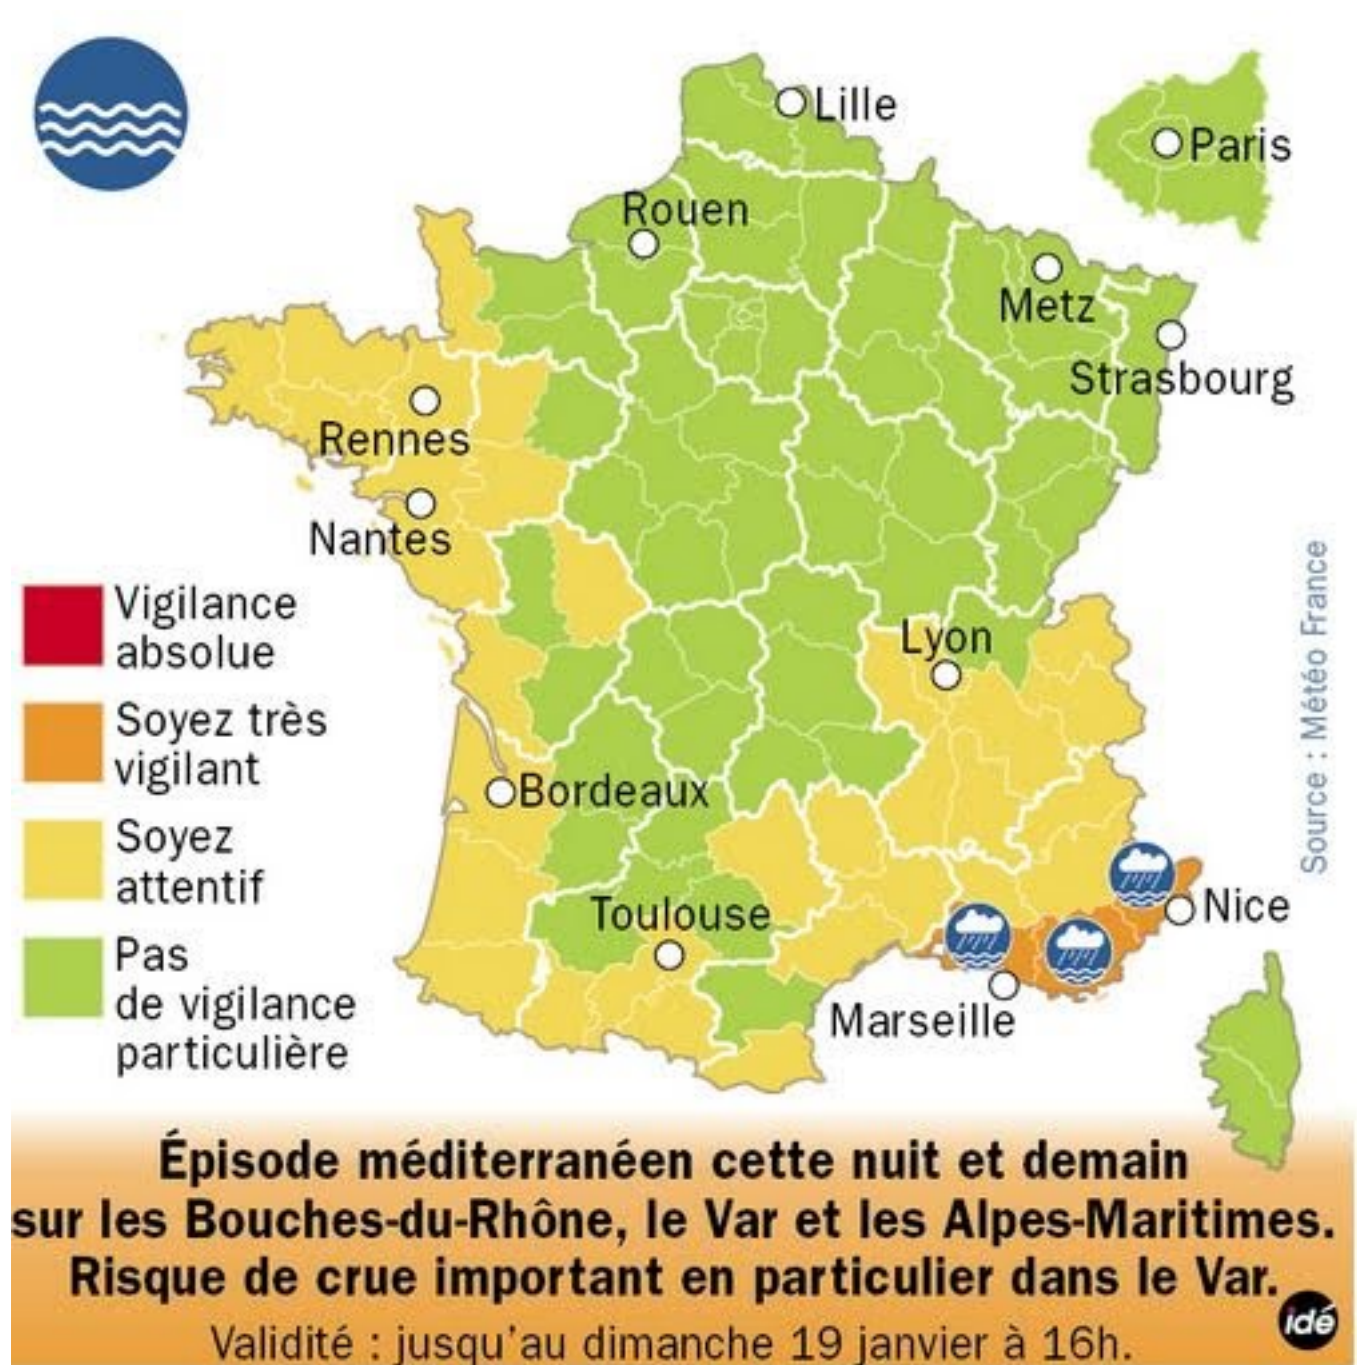 Lille
Paris
Rouen
Metz
Strasbourg
Rennes
Nantes
Vigilance
absolue
Lyon
Soyez très
vigilant
Bordeaux
Soyez
attentif
Nice
Toulouse
Pas
de vigilance
particulière
Marseille
Source : Météo France
Épisode méditerranéen cette nuit et demain
sur les Bouches-du-Rhône, le Var et les Alpes-Maritimes.
Risque de crue important en particulier dans le Var.
idé
Validité : jusqu'au dimanche 19 janvier à 16h.